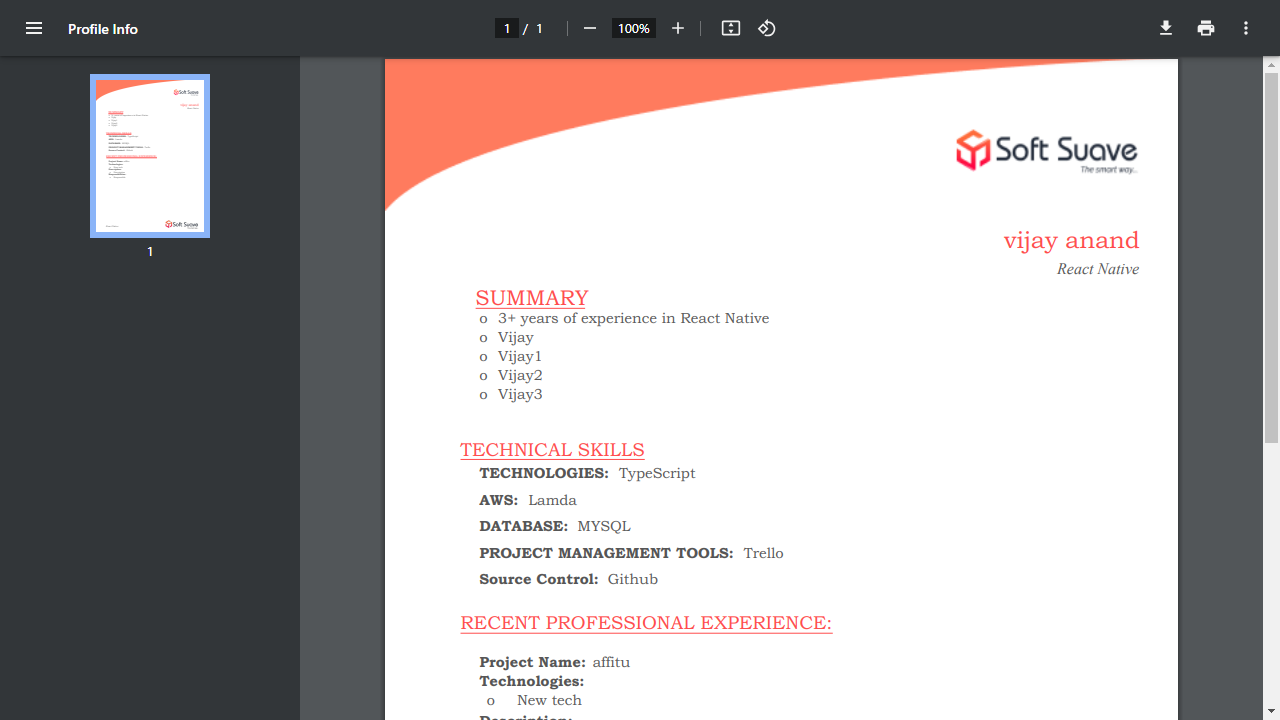 Profile Info
1 / 1
100%
1
Soft Suave
The smart way...
vijay anand
React Native
SUMMARY
o 3+ years of experience in React Native
o Vijay
o Vijay1
o Vijay2
o Vijay3
TECHNICAL SKILLS
TECHNOLOGIES: TypeScript
AWS: Lamda
DATABASE: MYSQL
PROJECT MANAGEMENT TOOLS: Trello
Source Control: Github
RECENT PROFESSIONAL EXPERIENCE:
Project Name: affitu
Technologies:
o New tech
Description: